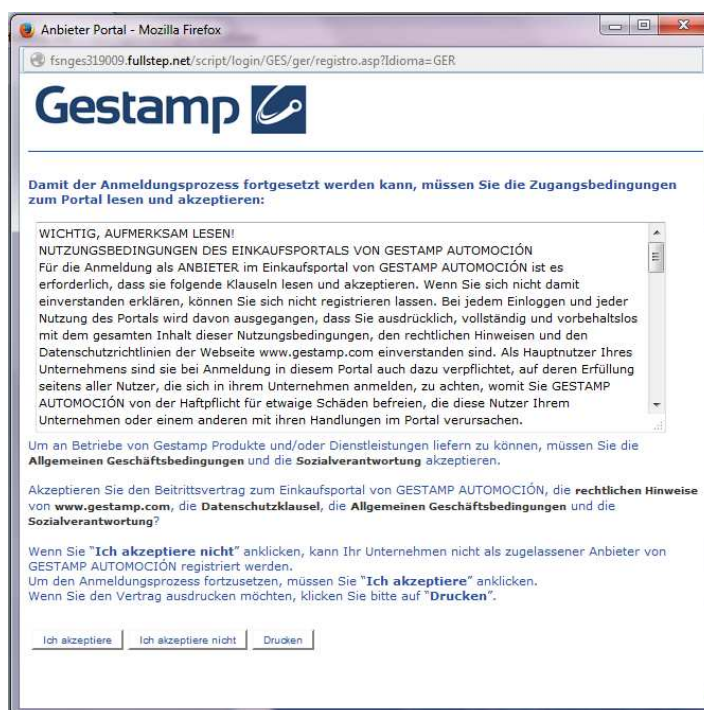 Anbieter Portal - Mozilla Firefox
fsnges319009.fullstep.net/script/login/GES/ger/registro.asp?Idioma=GER
Gestamp
Damit der Anmeldungsprozess fortgesetzt werden kann, müssen Sie die Zugangsbedingungen
zum Portal lesen und akzeptieren:
WICHTIG, AUFMERKSAM LESEN!
NUTZUNGSBEDINGUNGEN DES EINKAUFSPORTALS VON GESTAMP AUTOMOCIÓN
Für die Anmeldung als ANBIETER im Einkaufsportal von GESTAMP AUTOMOCIÓN ist es
erforderlich, dass sie folgende Klauseln lesen und akzeptieren. Wenn Sie sich nicht damit
einverstanden erklären, können Sie sich nicht registrieren lassen. Bei jedem Einloggen und jeder
Nutzung des Portals wird davon ausgegangen, dass Sie ausdrücklich, vollständig und vorbehaltslos
mit dem gesamten Inhalt dieser Nutzungsbedingungen, den rechtlichen Hinweisen und den
Datenschutzrichtlinien der Webseite www.gestamp.com einverstanden sind. Als Hauptnutzer Ihres
Unternehmens sind sie bei Anmeldung in diesem Portal auch dazu verpflichtet, auf deren Erfüllung
seitens aller Nutzer, die sich in ihrem Unternehmen anmelden, zu achten, womit Sie GESTAMP
AUTOMOCIÓN von der Haftpflicht für etwaige Schäden befreien, die diese Nutzer Ihrem
Unternehmen oder einem anderen mit ihren Handlungen im Portal verursachen.
Um an Betriebe von Gestamp Produkte und/oder Dienstleistungen liefern zu können, müssen Sie die
Allgemeinen Geschäftsbedingungen und die Sozialverantwortung akzeptieren.
Akzeptieren Sie den Beitrittsvertrag zum Einkaufsportal von GESTAMP AUTOMOCIÓN, die rechtlichen Hinweise
von www.gestamp.com, die Datenschutzklausel, die Allgemeinen Geschäftsbedingungen und die
Sozialverantwortung?
Wenn Sie "Ich akzeptiere nicht" anklicken, kann Ihr Unternehmen nicht als zugelassener Anbieter von
GESTAMP AUTOMOCIÓN registriert werden.
Um den Anmeldungsprozess fortzusetzen, müssen Sie "Ich akzeptiere" anklicken.
Wenn Sie den Vertrag ausdrucken möchten, klicken Sie bitte auf "Drucken".
Ich akzeptiere Ich akzeptiere nicht Drucken